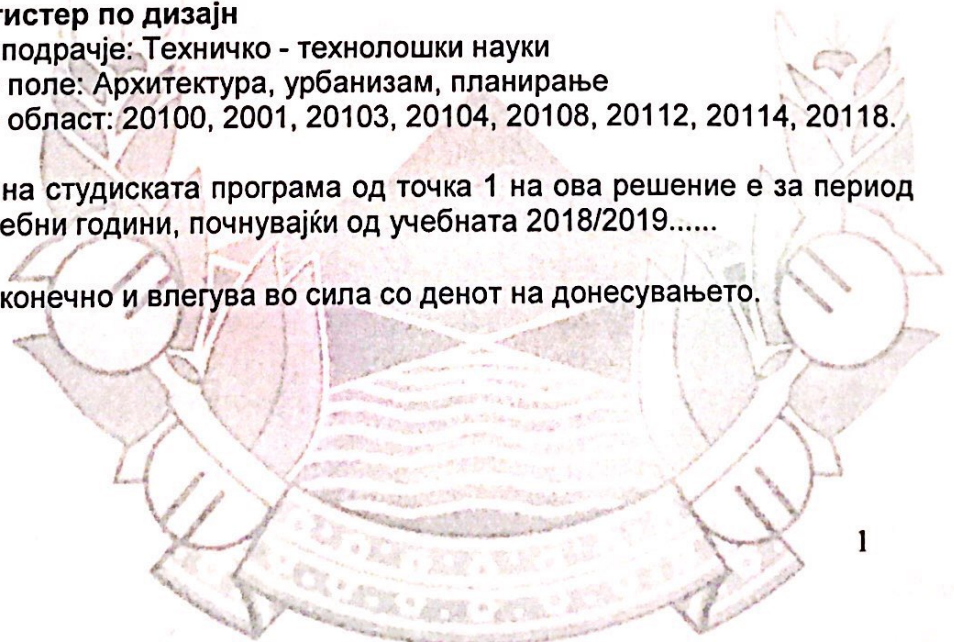 гистер по дизајн
подрачје: Техничко - технолошки науки
поле: Архитектура, урбанизам, планирање
област: 20100, 2001, 20103, 20104, 20108, 20112, 20114, 20118.
на студиската програма од точка 1 на ова решение е за период
ебни години, почнувајќи од учебната 2018/2019......
конечно и влегува во сила со денот на донесувањето.
1